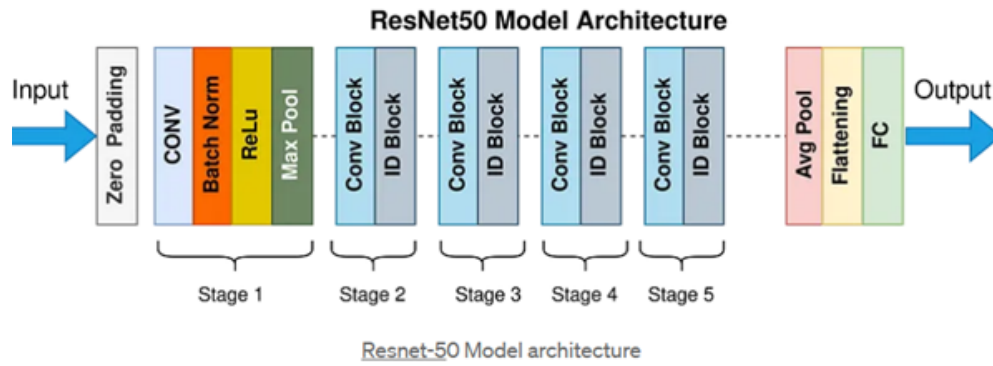 ResNet50 Model Architecture
Input
Zero Padding
CONV
Batch Norm
ReLu
Max Pool
Conv Block
ID Block
Conv Block
ID Block
Conv Block
ID Block
Conv Block
ID Block
Avg Pool
Flattening
FC
Output
Stage 1
Stage 2
Stage 3
Stage 4
Stage 5
Resnet-50 Model architecture